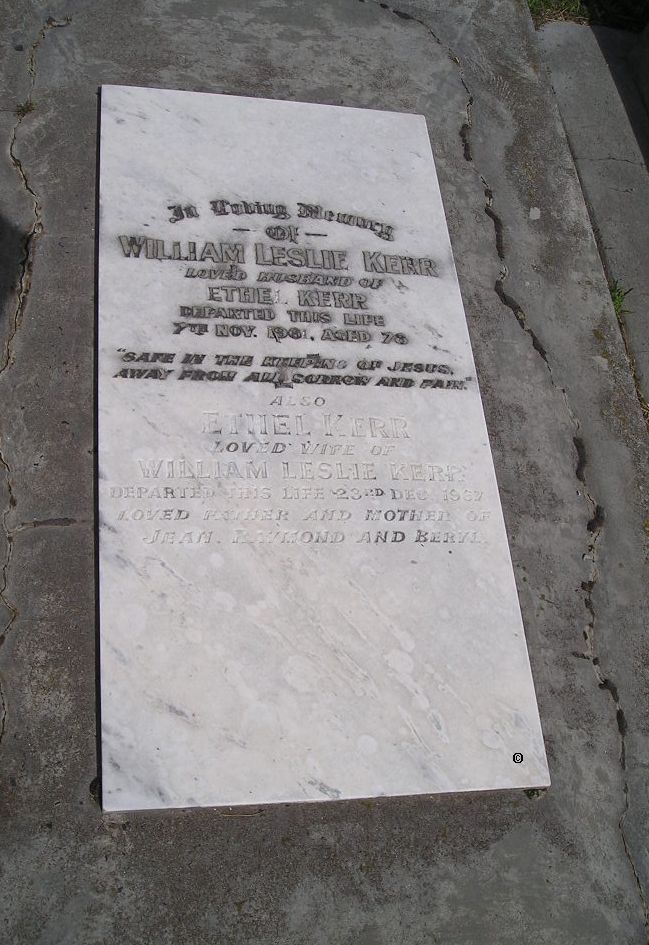 In Loving Memory
— Of —
WILLIAM LESLIE KERR
LOVED HUSBAND OF
ETHEL KERR
DEPARTED THIS LIFE
7TH NOV. 1961, AGED 78
"SAFE IN THE KEEPING OF JESUS,
AWAY FROM ALL SORROW AND PAIN."
ALSO
ETHEL KERR
LOVED WIFE OF
WILLIAM LESLIE KERR
DEPARTED THIS LIFE 23RD DEC. 1967
LOVED FATHER AND MOTHER OF
JEAN, RAYMOND AND BERYL
©